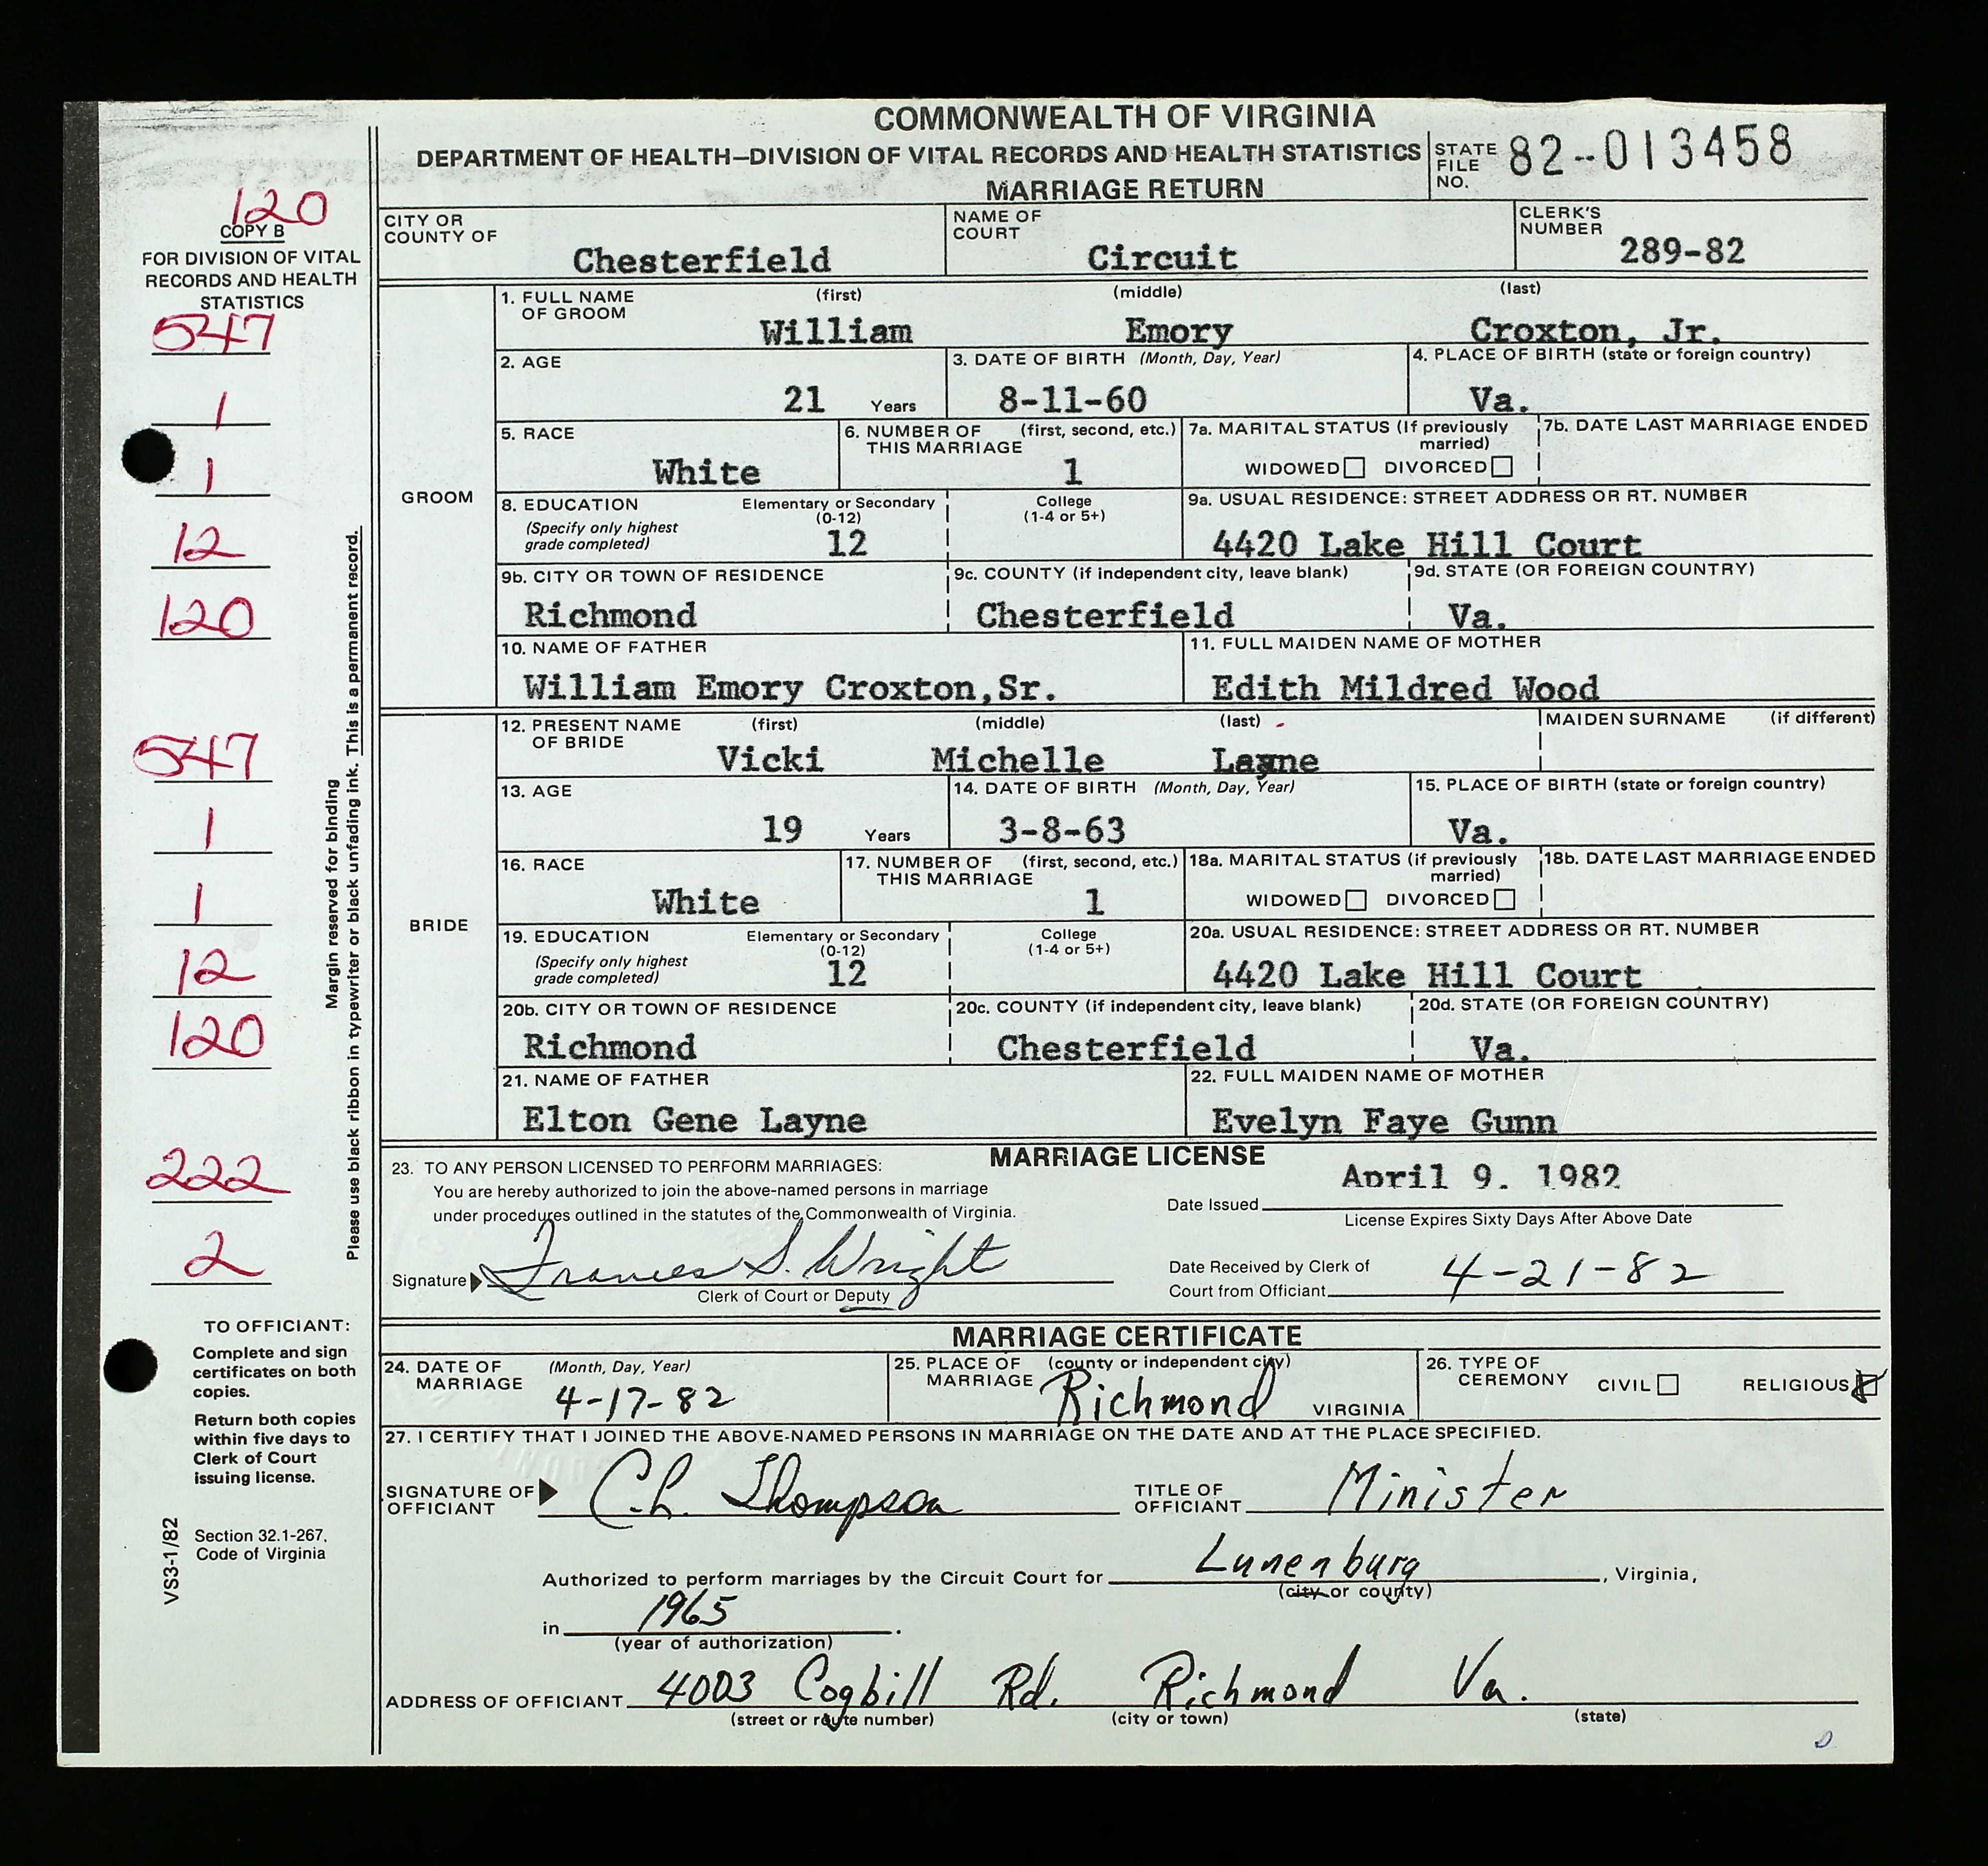 COMMONWEALTH OF VIRGINIA
DEPARTMENT OF HEALTH—DIVISION OF VITAL RECORDS AND HEALTH STATISTICS
MARRIAGE RETURN
STATE FILE NO. 82--013458
120
COPY B
FOR DIVISION OF VITAL
RECORDS AND HEALTH
STATISTICS
547
1
1
12
120
547
1
1
12
120
222
2
Margin reserved for binding
Please use black ribbon in typewriter or black unfading ink. This is a permanent record.
TO OFFICIANT:
Complete and sign
certificates on both
copies.
Return both copies
within five days to
Clerk of Court
issuing license.
Section 32.1-267,
Code of Virginia
VS3-1/82
CITY OR COUNTY OF Chesterfield
NAME OF COURT Circuit
CLERK'S NUMBER 289-82
GROOM
1. FULL NAME OF GROOM (first) (middle) (last)
William Emory Croxton, Jr.
2. AGE 21 Years
3. DATE OF BIRTH (Month, Day, Year) 8-11-60
4. PLACE OF BIRTH (state or foreign country) Va.
5. RACE White
6. NUMBER OF THIS MARRIAGE (first, second, etc.) 1
7a. MARITAL STATUS (If previously married) WIDOWED DIVORCED
7b. DATE LAST MARRIAGE ENDED
8. EDUCATION (Specify only highest grade completed) Elementary or Secondary (0-12) 12 College (1-4 or 5+)
9a. USUAL RESIDENCE: STREET ADDRESS OR RT. NUMBER 4420 Lake Hill Court
9b. CITY OR TOWN OF RESIDENCE Richmond
9c. COUNTY (if independent city, leave blank) Chesterfield
9d. STATE (OR FOREIGN COUNTRY) Va.
10. NAME OF FATHER William Emory Croxton,Sr.
11. FULL MAIDEN NAME OF MOTHER Edith Mildred Wood
BRIDE
12. PRESENT NAME OF BRIDE (first) (middle) (last) MAIDEN SURNAME (if different)
Vicki Michelle Layne
13. AGE 19 Years
14. DATE OF BIRTH (Month, Day, Year) 3-8-63
15. PLACE OF BIRTH (state or foreign country) Va.
16. RACE White
17. NUMBER OF THIS MARRIAGE (first, second, etc.) 1
18a. MARITAL STATUS (if previously married) WIDOWED DIVORCED
18b. DATE LAST MARRIAGE ENDED
19. EDUCATION (Specify only highest grade completed) Elementary or Secondary (0-12) 12 College (1-4 or 5+)
20a. USUAL RESIDENCE: STREET ADDRESS OR RT. NUMBER 4420 Lake Hill Court
20b. CITY OR TOWN OF RESIDENCE Richmond
20c. COUNTY (if independent city, leave blank) Chesterfield
20d. STATE (OR FOREIGN COUNTRY) Va.
21. NAME OF FATHER Elton Gene Layne
22. FULL MAIDEN NAME OF MOTHER Evelyn Faye Gunn
MARRIAGE LICENSE
23. TO ANY PERSON LICENSED TO PERFORM MARRIAGES:
You are hereby authorized to join the above-named persons in marriage
under procedures outlined in the statutes of the Commonwealth of Virginia.
Date Issued April 9. 1982
License Expires Sixty Days After Above Date
Signature Frances S. Wright
Clerk of Court or Deputy
Date Received by Clerk of
Court from Officiant 4-21-82
MARRIAGE CERTIFICATE
24. DATE OF MARRIAGE (Month, Day, Year) 4-17-82
25. PLACE OF MARRIAGE (county or independent city) Richmond VIRGINIA
26. TYPE OF CEREMONY CIVIL RELIGIOUS
27. I CERTIFY THAT I JOINED THE ABOVE-NAMED PERSONS IN MARRIAGE ON THE DATE AND AT THE PLACE SPECIFIED.
SIGNATURE OF OFFICIANT C.L. Thompson
TITLE OF OFFICIANT Minister
Authorized to perform marriages by the Circuit Court for Lunenburg, Virginia,
(city or county)
in 1965.
(year of authorization)
ADDRESS OF OFFICIANT 4003 Cogbill Rd. Richmond Va.
(street or route number) (city or town) (state)